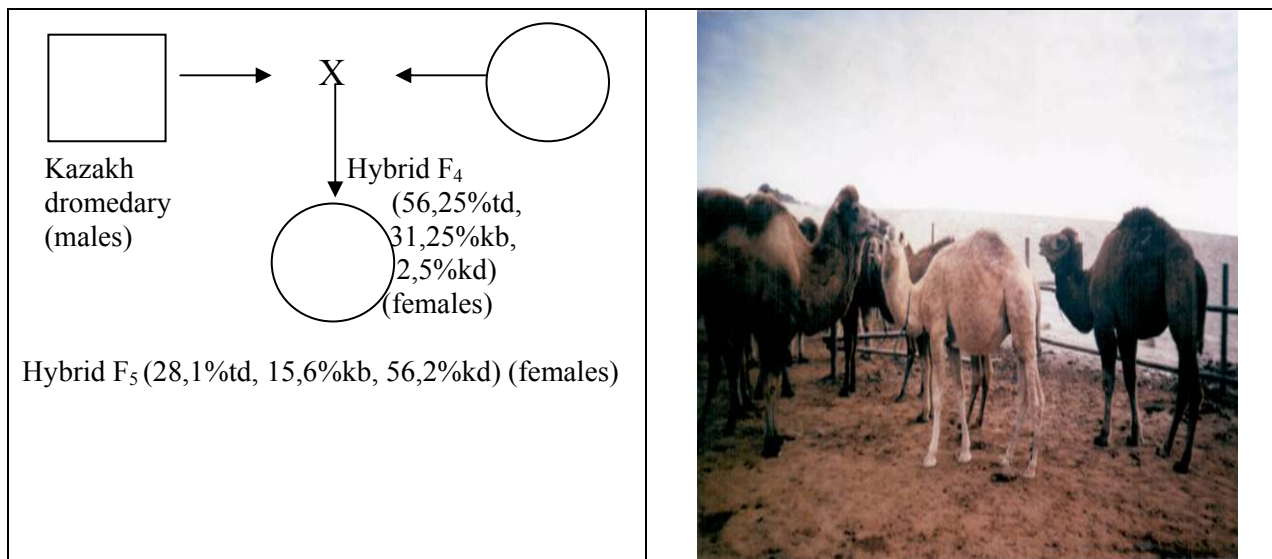 X
Kazakh
dromedary
(males)
Hybrid F₄
(56,25%td,
31,25%kb,
2,5%kd)
(females)
Hybrid F₅ (28,1%td, 15,6%kb, 56,2%kd) (females)